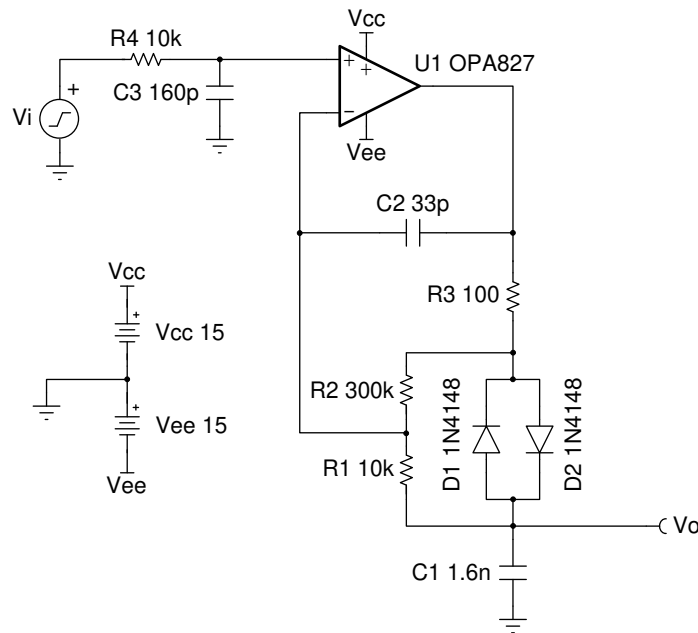 Vcc
R4 10k
U1 OPA827
+
+
+
C3 160p
Vi
−
Vee
C2 33p
Vcc
R3 100
+
Vcc 15
R2 300k
D1 1N4148
D2 1N4148
+
Vee 15
R1 10k
Vee
Vo
C1 1.6n